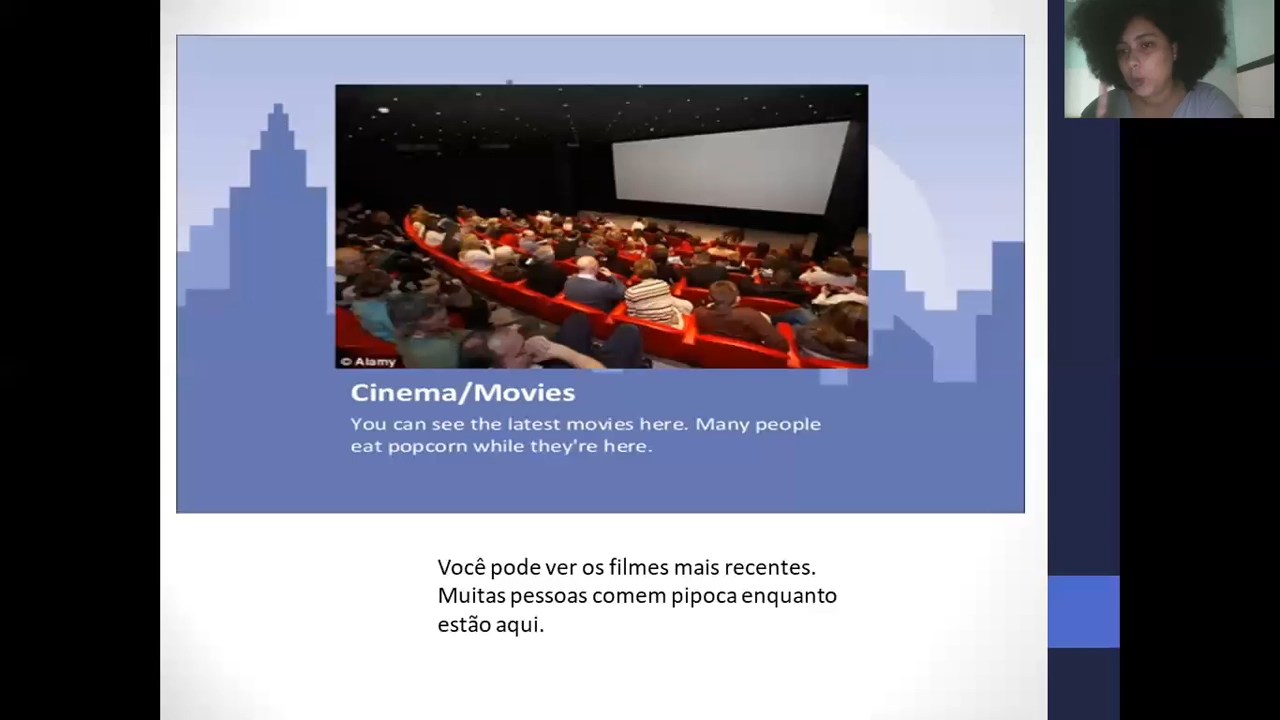 © Alamy
Cinema/Movies
You can see the latest movies here. Many people
eat popcorn while they're here.
Você pode ver os filmes mais recentes.
Muitas pessoas comem pipoca enquanto
estão aqui.